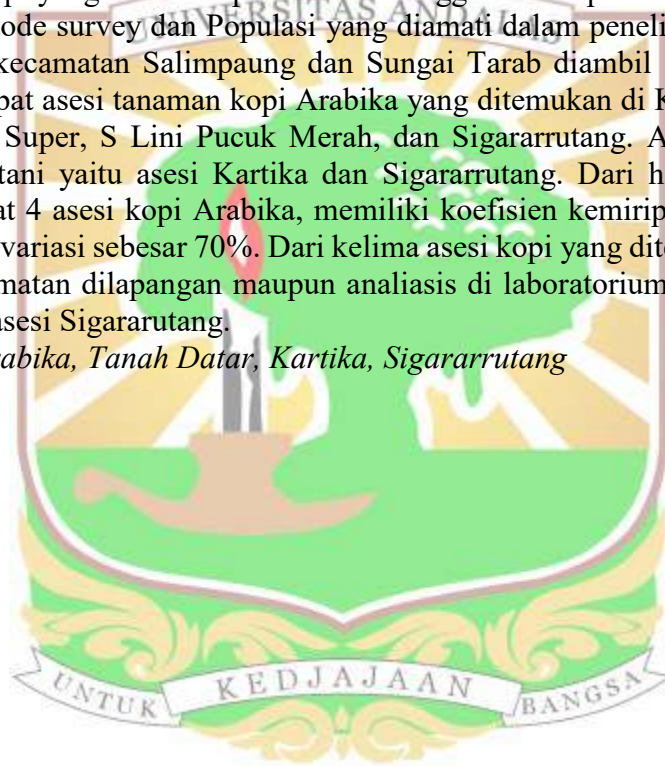 ode survey dan Populasi yang diamati dalam peneli
UNIVERSITAS ANDALAS
kecamatan Salimpaung dan Sungai Tarab diambil
pat asesi tanaman kopi Arabika yang ditemukan di K
Super, S Lini Pucuk Merah, dan Sigararrutang. A
tani yaitu asesi Kartika dan Sigararrutang. Dari h
at 4 asesi kopi Arabika, memiliki koefisien kemirip
variasi sebesar 70%. Dari kelima asesi kopi yang dit
matan dilapangan maupun analiasis di laboratorium
asesi Sigararutang.
abika, Tanah Datar, Kartika, Sigararrutang
UNTUK KEDJAJAAN BANGSA